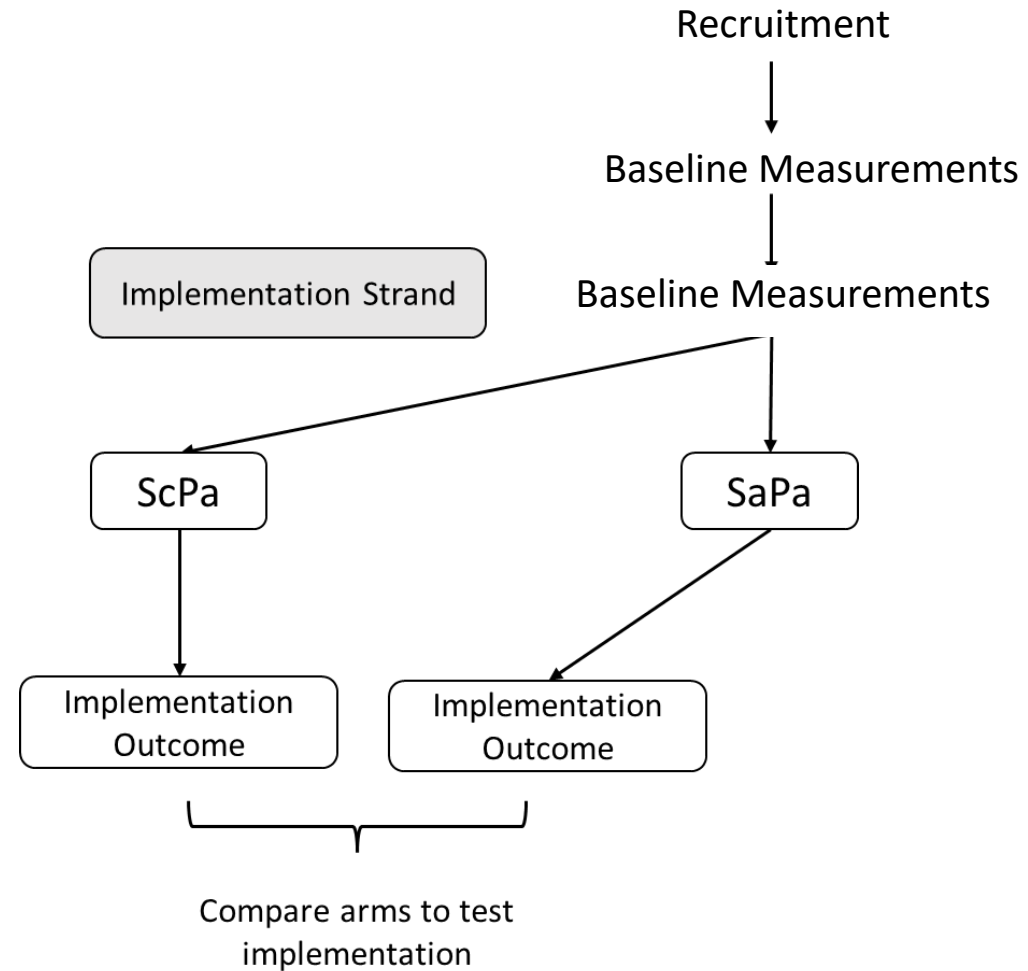 Recruitment
Baseline Measurements
Implementation Strand
Baseline Measurements
ScPa
SaPa
Implementation
Outcome
Implementation
Outcome
Compare arms to test
implementation